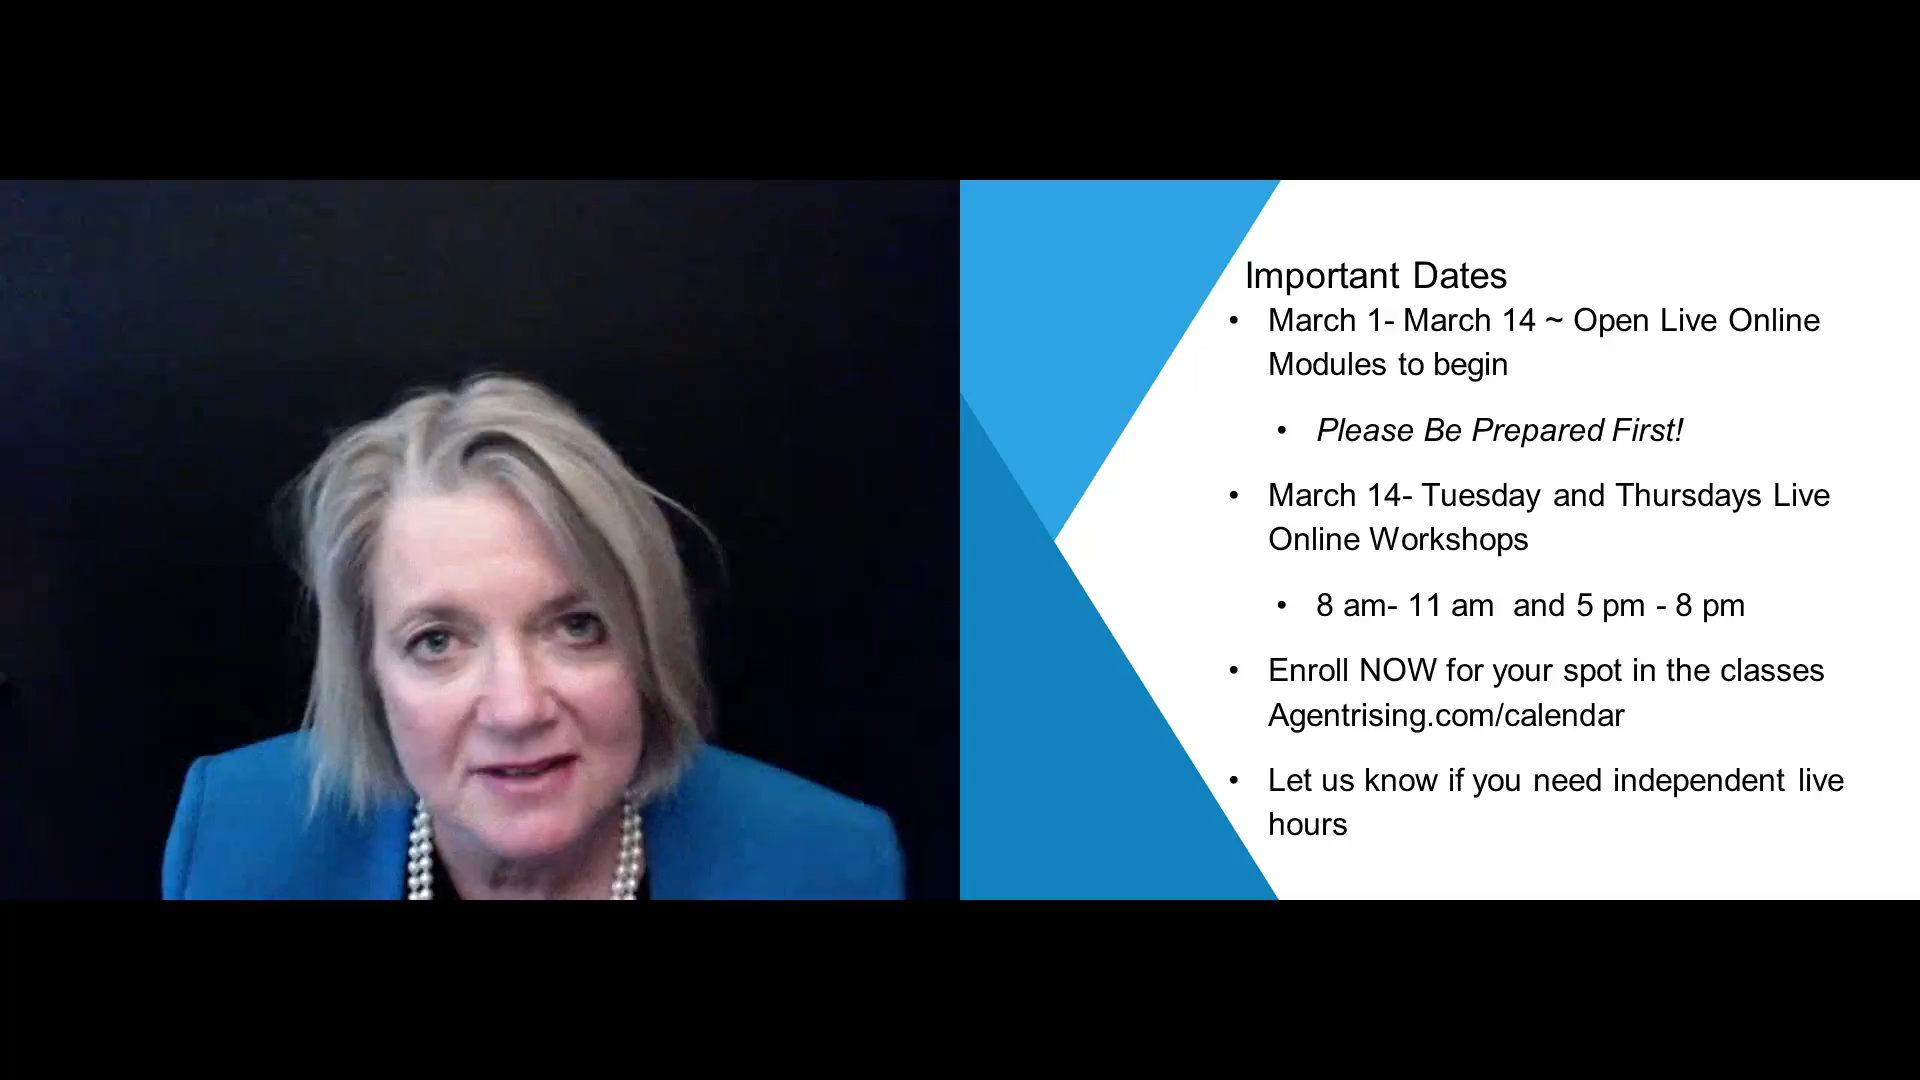 Important Dates
• March 1- March 14 ~ Open Live Online
Modules to begin
• Please Be Prepared First!
• March 14- Tuesday and Thursdays Live
Online Workshops
• 8 am- 11 am  and 5 pm - 8 pm
• Enroll NOW for your spot in the classes
Agentrising.com/calendar
• Let us know if you need independent live
hours